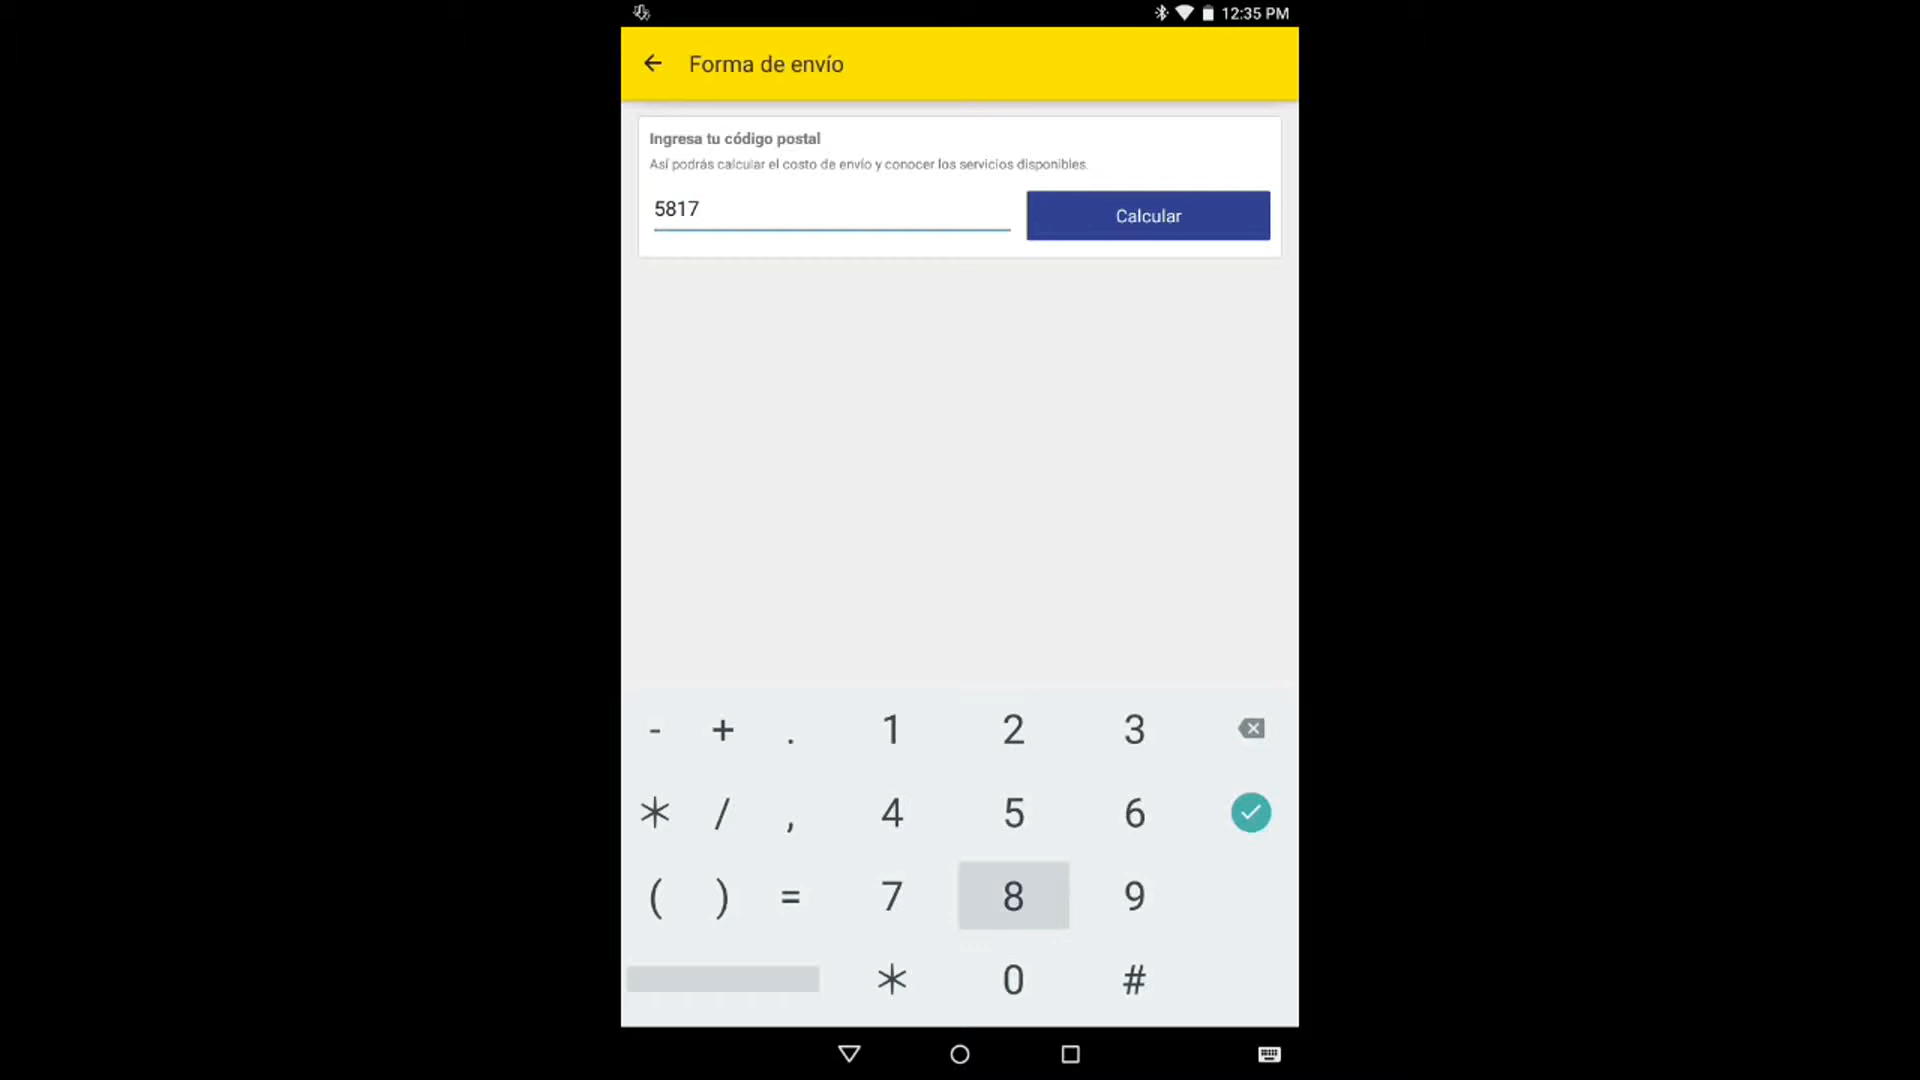 12:35 PM
Forma de envío
Ingresa tu código postal
Así podrás calcular el costo de envío y conocer los servicios disponibles.
5817
Calcular
- + . 1 2 3
* / , 4 5 6
( ) = 7 8 9
* 0 #